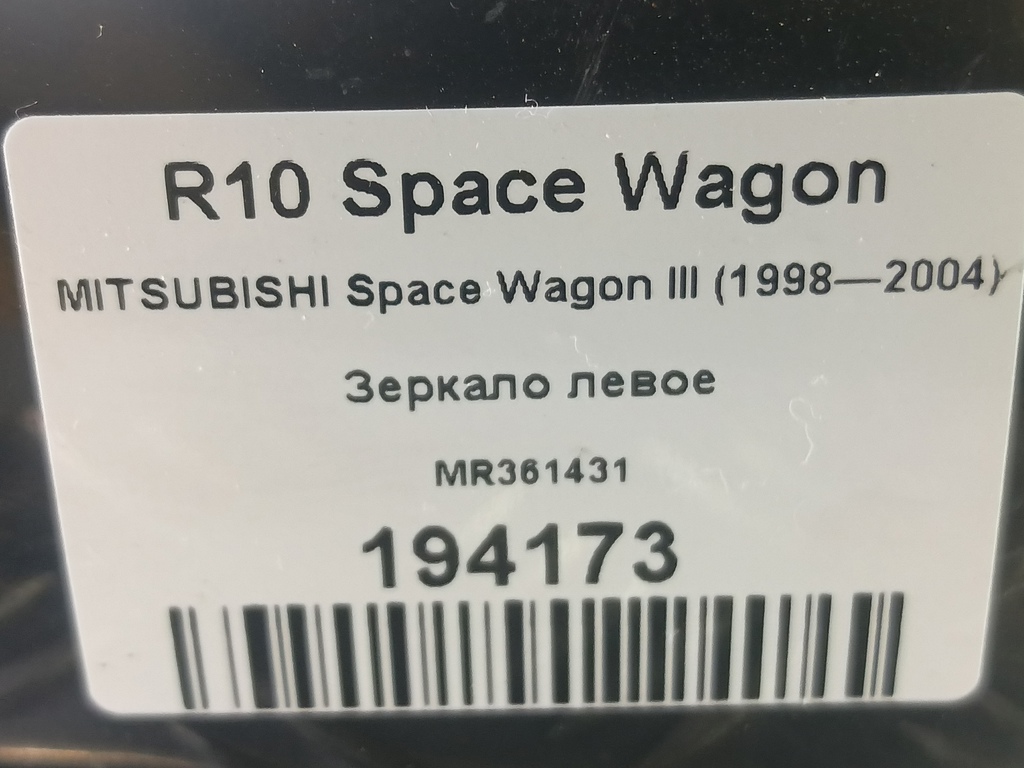 R10 Space Wagon
MITSUBISHI Space Wagon III (1998—2004)
Зеркало левое
MR361431
194173